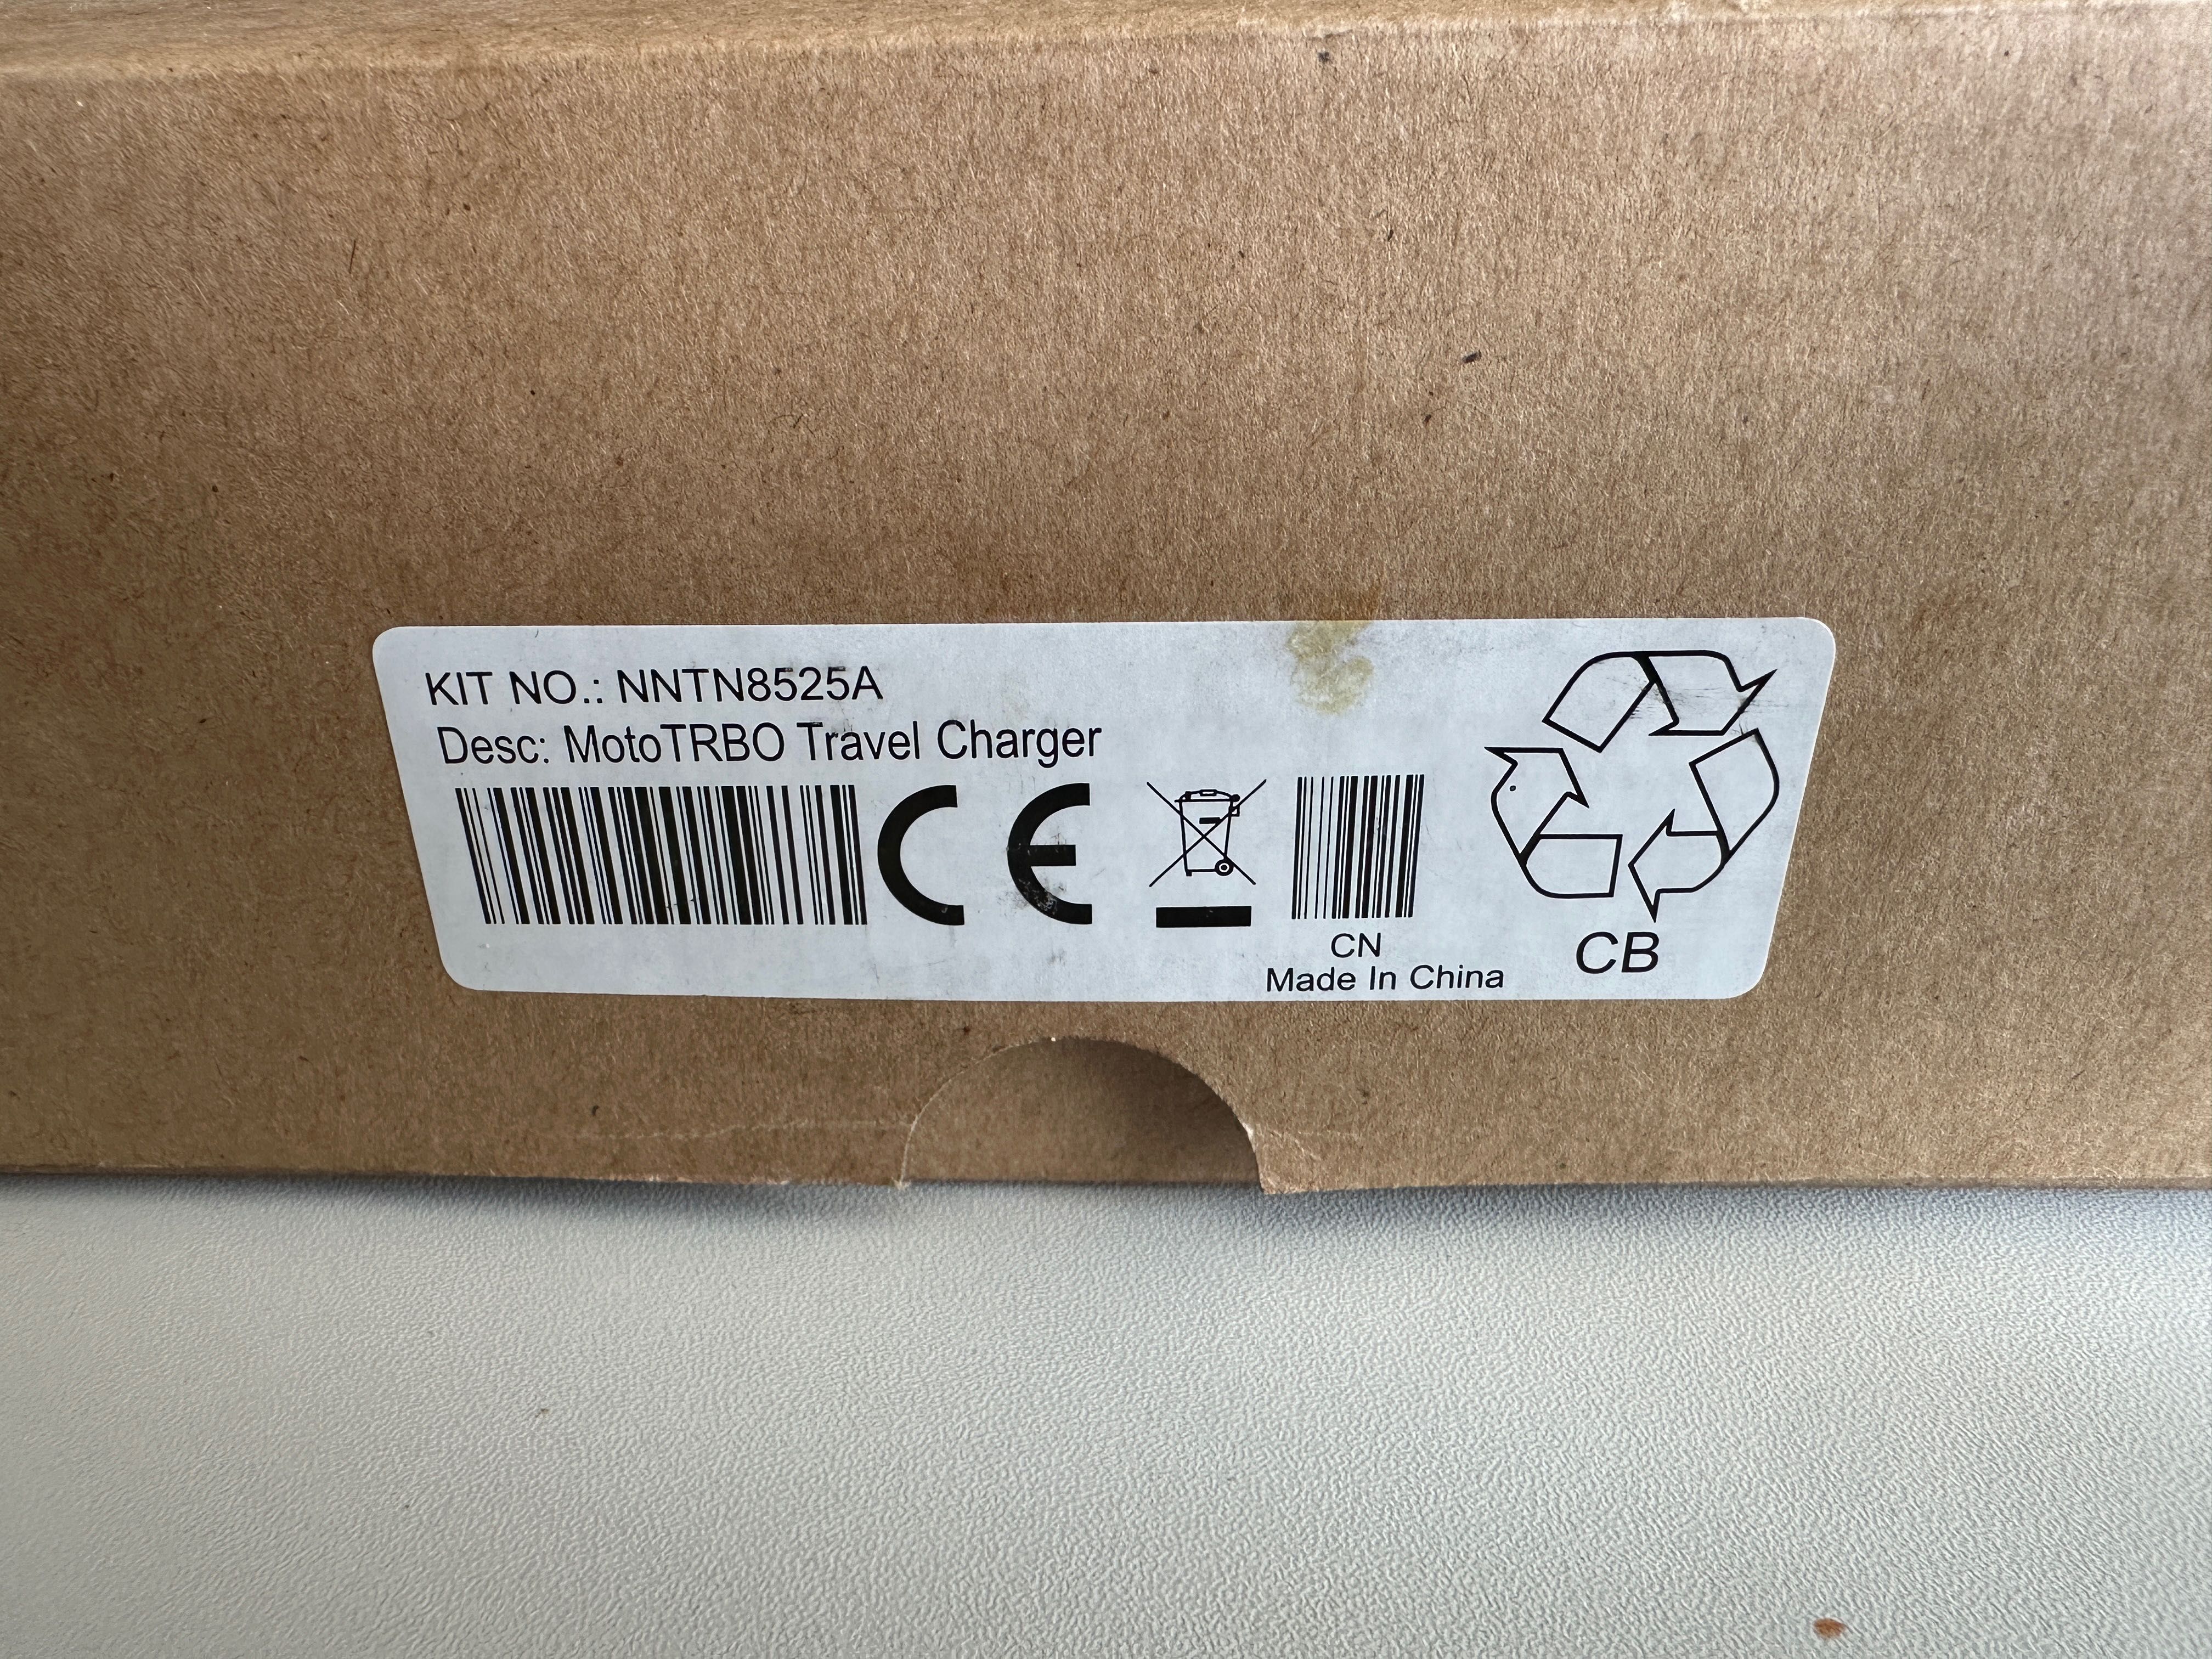 KIT NO.: NNTN8525A
Desc: MotoTRBO Travel Charger
CE
CN
Made In China
CB